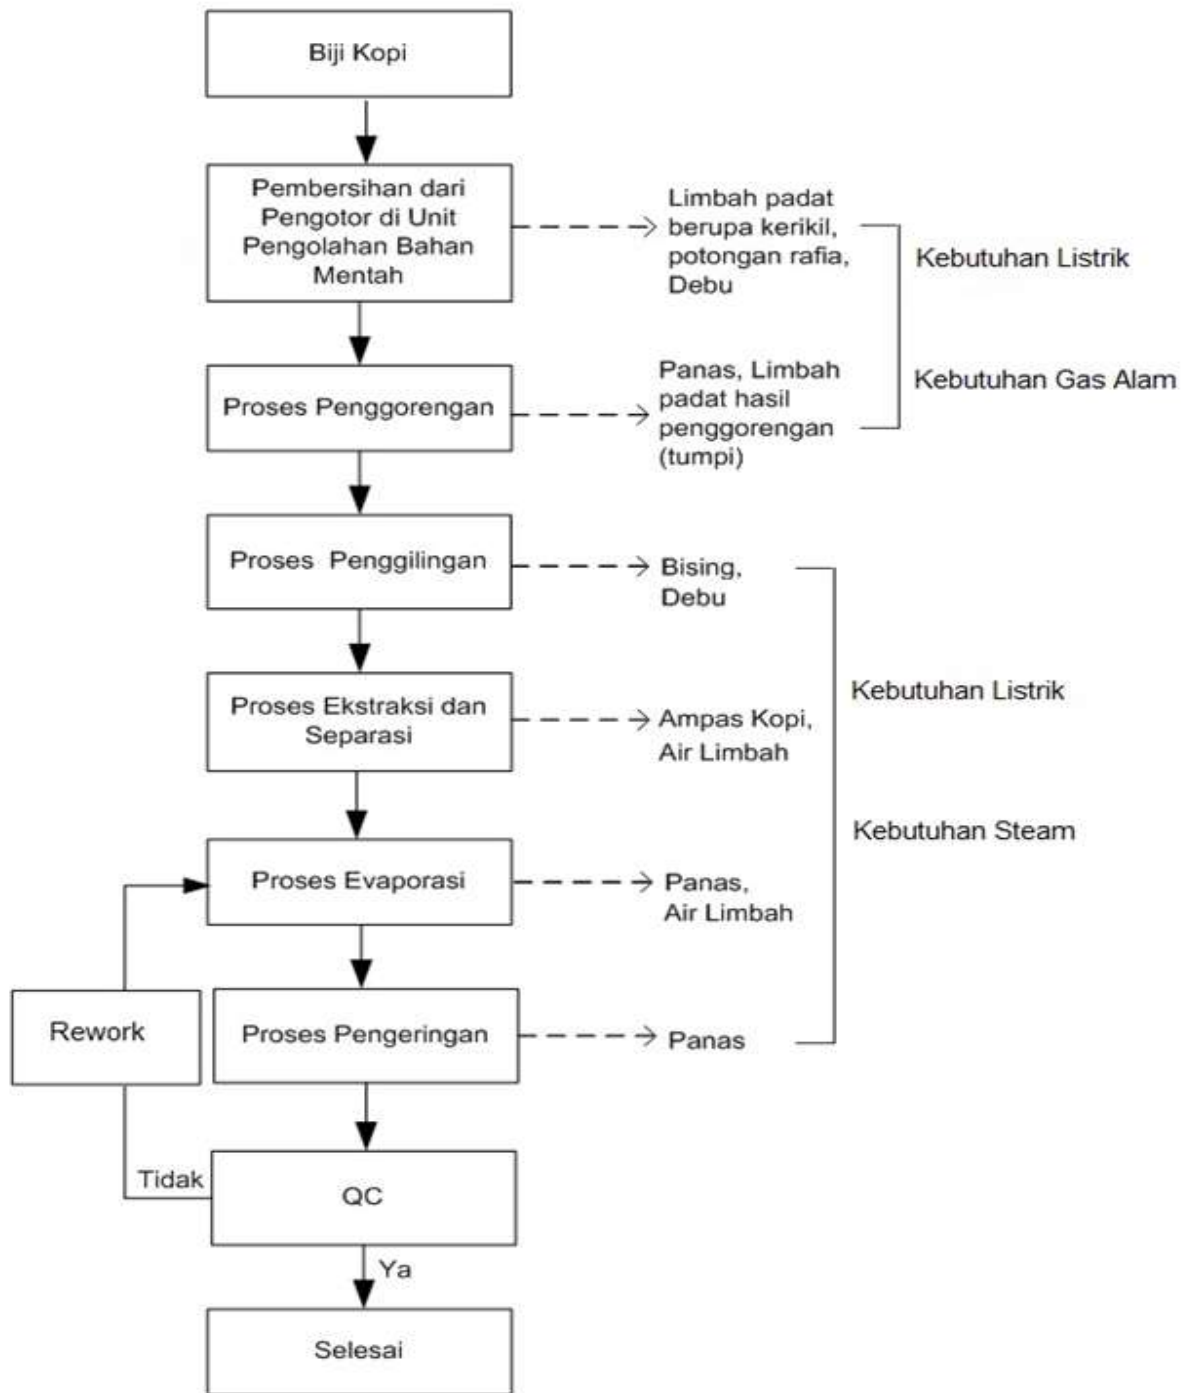 Biji Kopi
Pembersihan dari
Pengotor di Unit
Pengolahan Bahan
Mentah
Limbah padat
berupa kerikil,
potongan rafia,
Debu
Kebutuhan Listrik
Kebutuhan Gas Alam
Proses Penggorengan
Panas, Limbah
padat hasil
penggorengan
(tumpi)
Proses Penggilingan
Bising,
Debu
Kebutuhan Listrik
Proses Ekstraksi dan
Separasi
Ampas Kopi,
Air Limbah
Kebutuhan Steam
Proses Evaporasi
Panas,
Air Limbah
Rework
Proses Pengeringan
Panas
Tidak
QC
Ya
Selesai